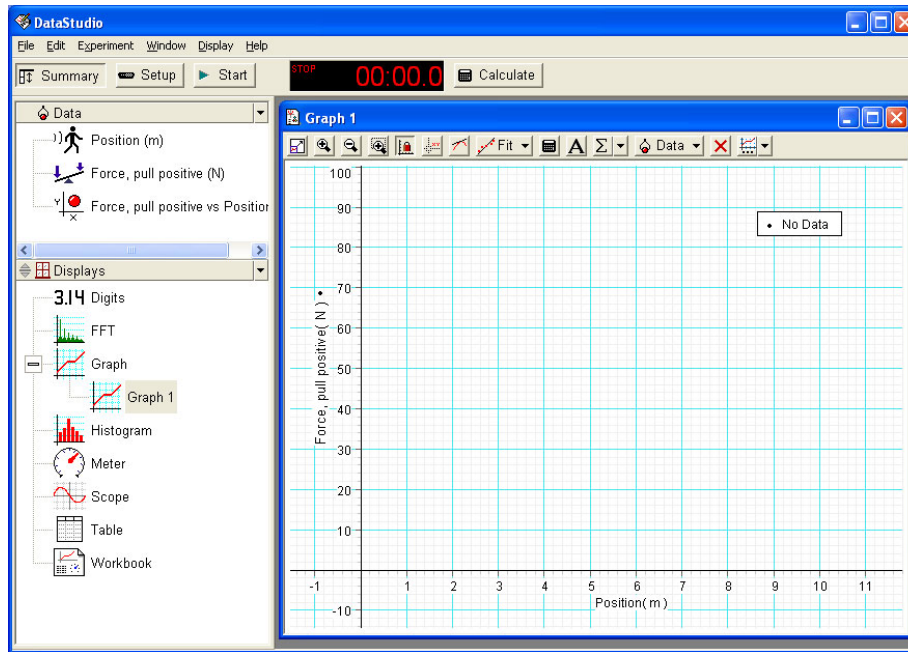 DataStudio
File Edit Experiment Window Display Help
Summary Setup Start STOP 00:00.0 Calculate
Data
Position (m)
Force, pull positive (N)
Force, pull positive vs Position
Displays
3.14 Digits
FFT
Graph
Graph 1
Histogram
Meter
Scope
Table
Workbook
Graph 1
Fit A Σ Data
100
90
80
70
60
50
40
30
20
10
-10
No Data
Force, pull positive( N )
-1 1 2 3 4 5 6 7 8 9 10 11
Position( m )